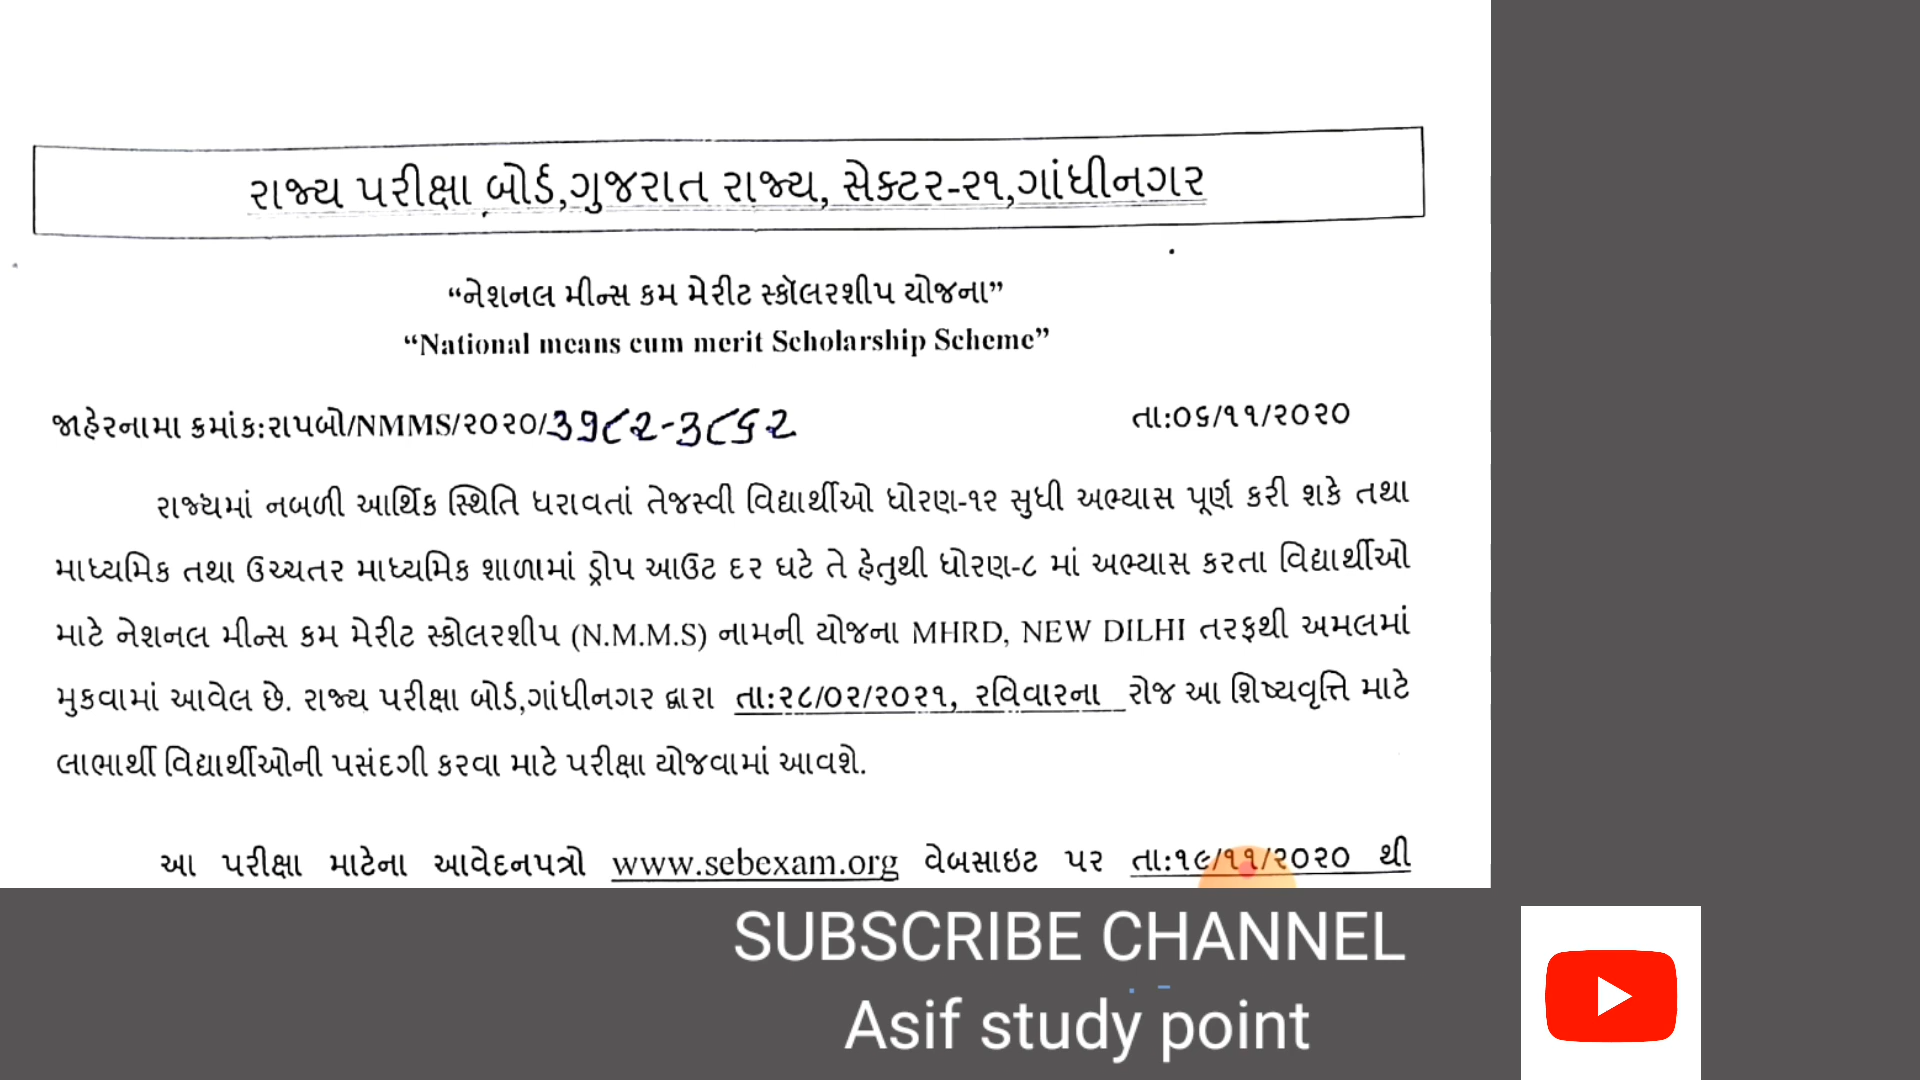 રાજ્ય પરીક્ષા બોર્ડ,ગુજરાત રાજ્ય, સેક્ટર-૨૧,ગાંધીનગર
“નેશનલ મીન્સ કમ મેરીટ સ્કૉલરશીપ યોજના”
“National means cum merit Scholarship Scheme”
જાહેરનામા ક્રમાંક:રાપબો/NMMS/૨૦૨૦/૩૧૮૨-૩૮૬૨ તા:૦૬/૧૧/૨૦૨૦
રાજ્યમાં નબળી આર્થિક સ્થિતિ ધરાવતાં તેજસ્વી વિદ્યાર્થીઓ ધોરણ-૧૨ સુધી અભ્યાસ પૂર્ણ કરી શકે તથા
માધ્યમિક તથા ઉચ્ચતર માધ્યમિક શાળામાં ડ્રોપ આઉટ દર ઘટે તે હેતુથી ધોરણ-૮ માં અભ્યાસ કરતા વિદ્યાર્થીઓ
માટે નેશનલ મીન્સ કમ મેરીટ સ્કોલરશીપ (N.M.M.S) નામની યોજના MHRD, NEW DILHI તરફથી અમલમાં
મુકવામાં આવેલ છે. રાજ્ય પરીક્ષા બોર્ડ,ગાંધીનગર દ્વારા તા:૨૮/૦૨/૨૦૨૧, રવિવારના રોજ આ શિષ્યવૃત્તિ માટે
લાભાર્થી વિદ્યાર્થીઓની પસંદગી કરવા માટે પરીક્ષા યોજવામાં આવશે.
આ પરીક્ષા માટેના આવેદનપત્રો www.sebexam.org વેબસાઇટ પર તા:૧૯/૧૧/૨૦૨૦ થી
SUBSCRIBE CHANNEL
Asif study point